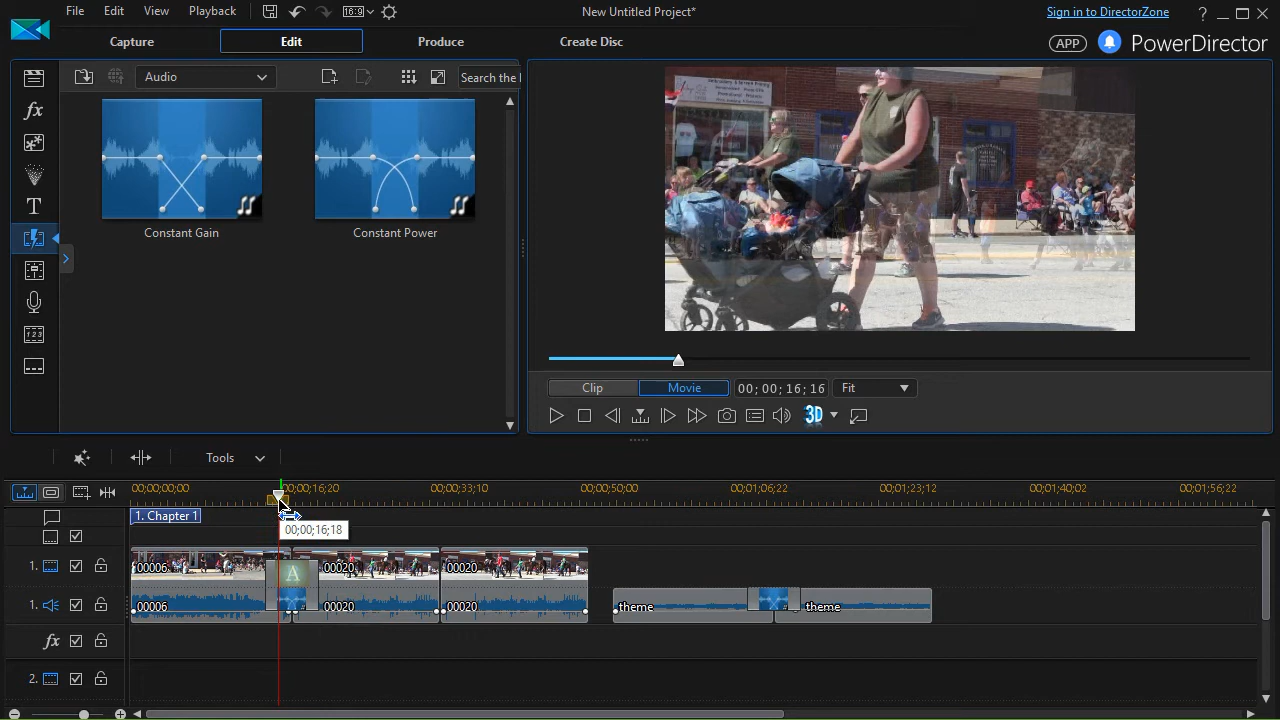 File Edit View Playback 16:9 New Untitled Project* Sign in to DirectorZone ?
Capture Edit Produce Create Disc APP PowerDirector
Audio Search the l
fx
T
Constant Gain Constant Power
Clip Movie 00; 00; 16; 16 Fit
3D
Tools
00;00;00;00 00;00;16;20 00;00;33;10 00;00;50;00 00;01;06;22 00;01;23;12 00;01;40;02 00;01;56;22
1. Chapter 1
00;00;16;18
1. 00006 A 00020 00020
1. 00006 00020 00020 theme theme
fx
2.